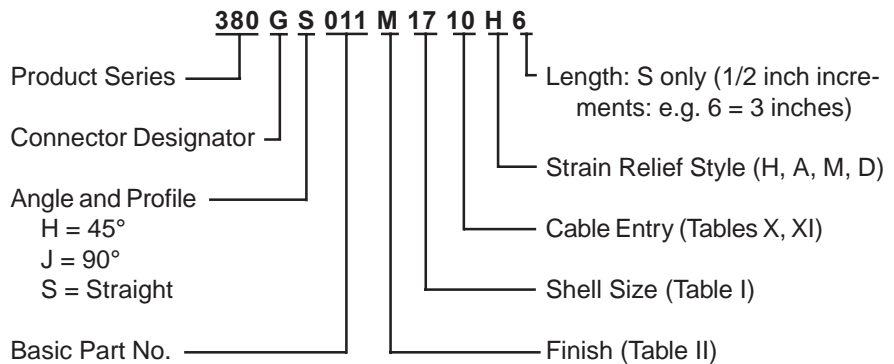 380 G S 011 M 17 10 H 6
Product Series
Connector Designator
Angle and Profile
H = 45°
J = 90°
S = Straight
Basic Part No.
Length: S only (1/2 inch incre-
ments: e.g. 6 = 3 inches)
Strain Relief Style (H, A, M, D)
Cable Entry (Tables X, XI)
Shell Size (Table I)
Finish (Table II)